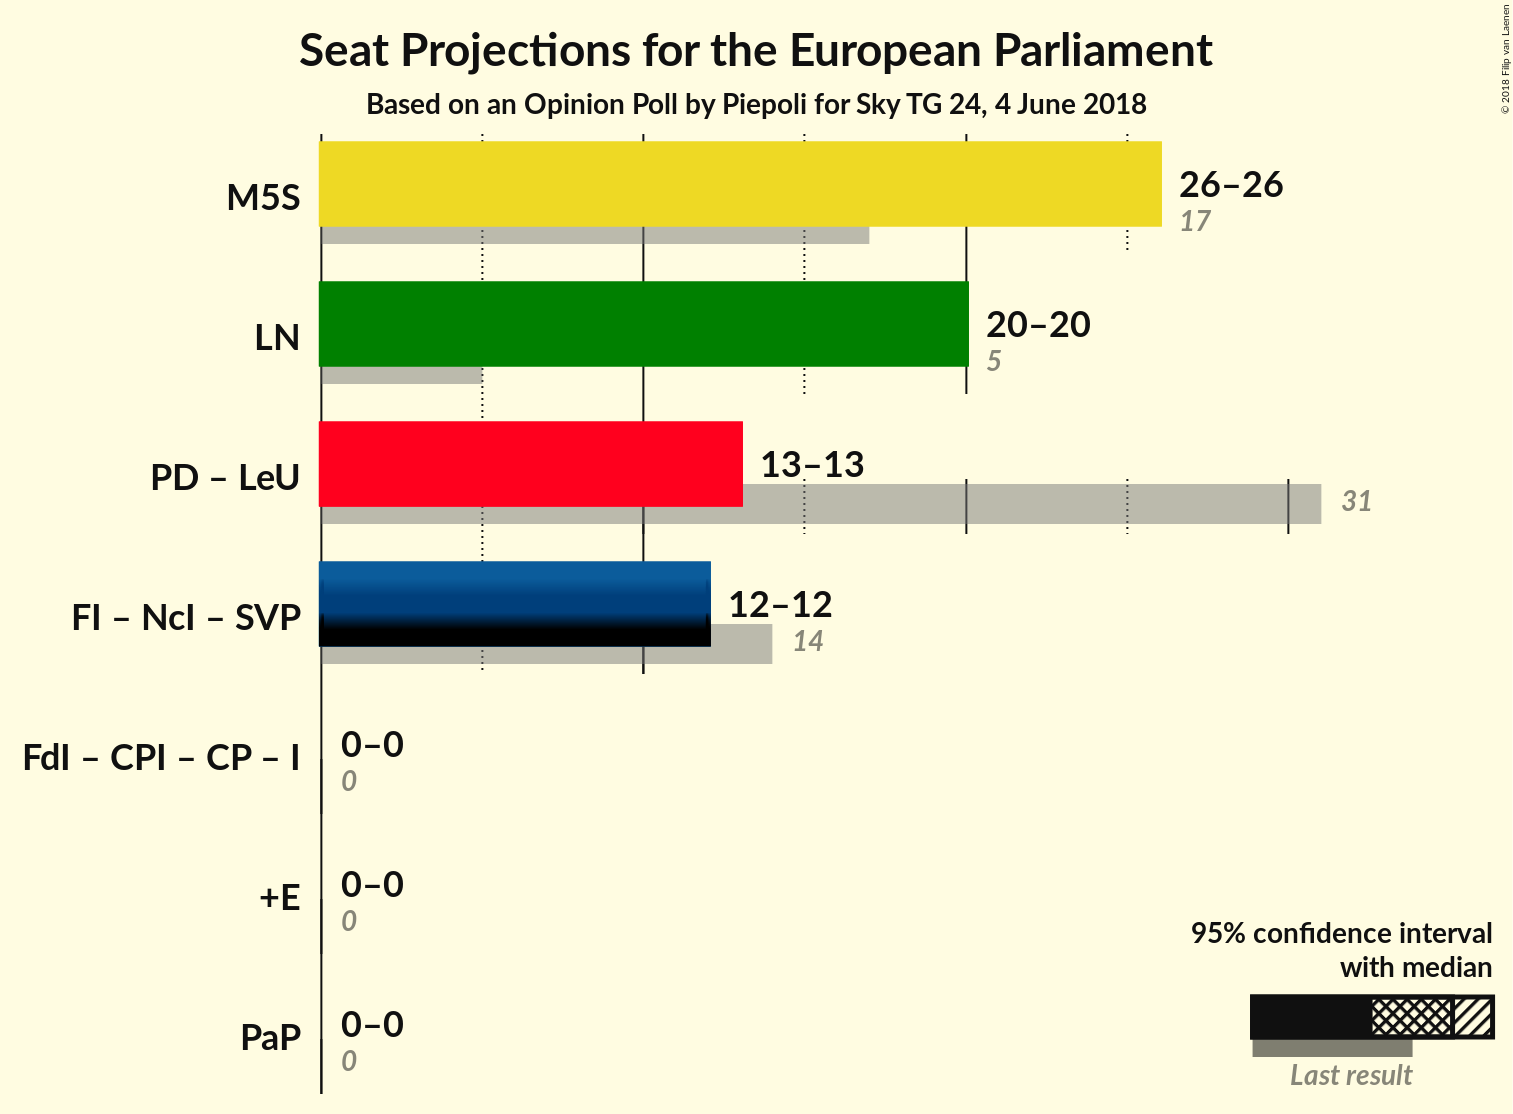 Seat Projections for the European Parliament
Based on an Opinion Poll by Piepoli for Sky TG 24, 4 June 2018
© 2018 Filip van Laenen
M5S
26–26
17
LN
20–20
5
PD – LeU
13–13
31
FI – NcI – SVP
12–12
14
FdI – CPI – CP – I
0–0
0
+E
0–0
0
PaP
0–0
0
95% confidence interval
with median
Last result